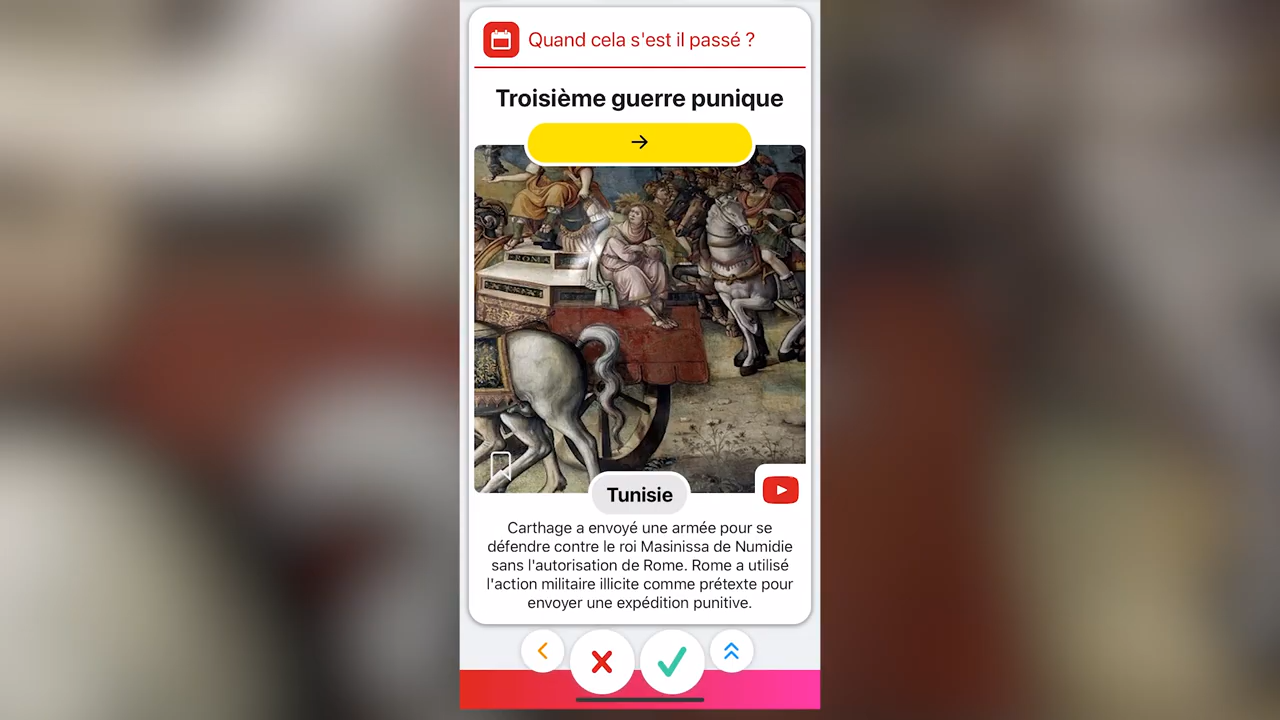 Quand cela s'est il passé ?
Troisième guerre punique
→
ROMA
Tunisie
Carthage a envoyé une armée pour se
défendre contre le roi Masinissa de Numidie
sans l'autorisation de Rome. Rome a utilisé
l'action militaire illicite comme prétexte pour
envoyer une expédition punitive.